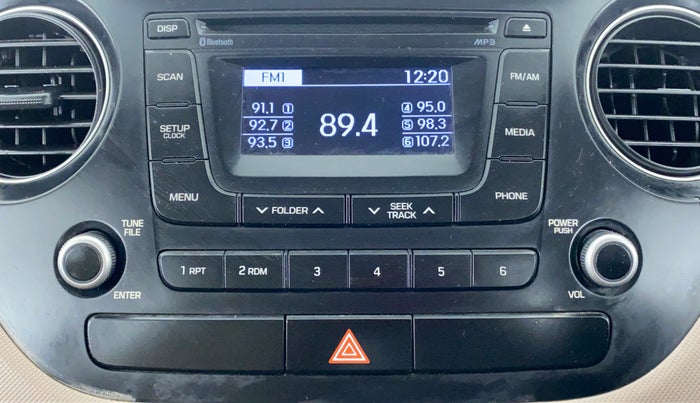 DISP
Bluetooth
MP3
SCAN
FM1 12:20
FM/AM
91.1 1
92.7 2
93.5 3
89.4
4 95.0
5 98.3
6 107.2
SETUP
CLOCK
MEDIA
MENU
FOLDER
SEEK
TRACK
PHONE
TUNE
FILE
POWER
PUSH
1 RPT
2 RDM
3
4
5
6
ENTER
VOL